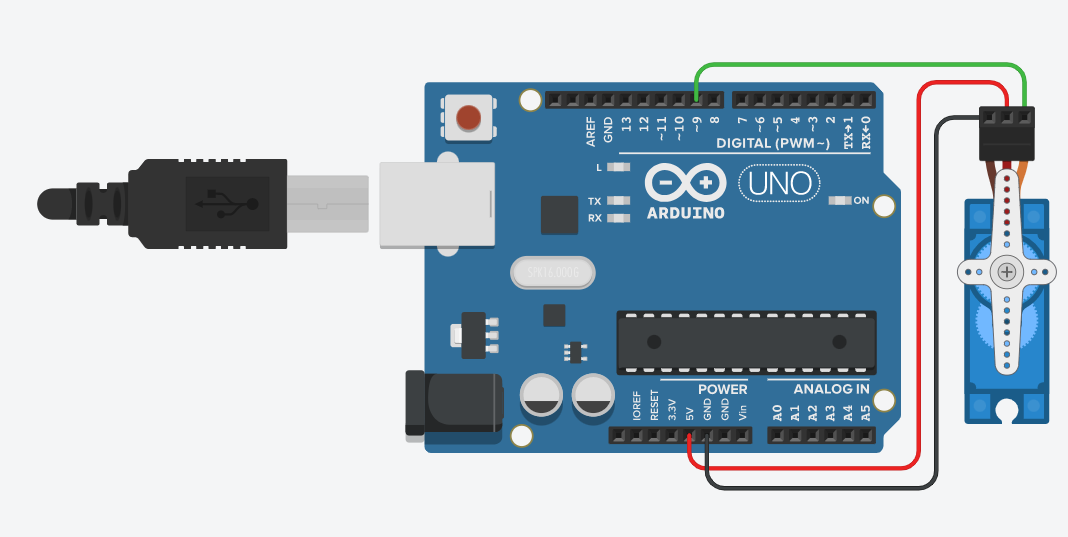 AREF
GND
13
12
~11
~10
~9
8
7
~6
~5
4
~3
2
TX→1
RX←0
DIGITAL (PWM~)
L
TX
RX
ARDUINO
UNO
ON
SMK16.000G
POWER
ANALOG IN
IOREF
RESET
3.3V
5V
GND
GND
Vin
A0
A1
A2
A3
A4
A5